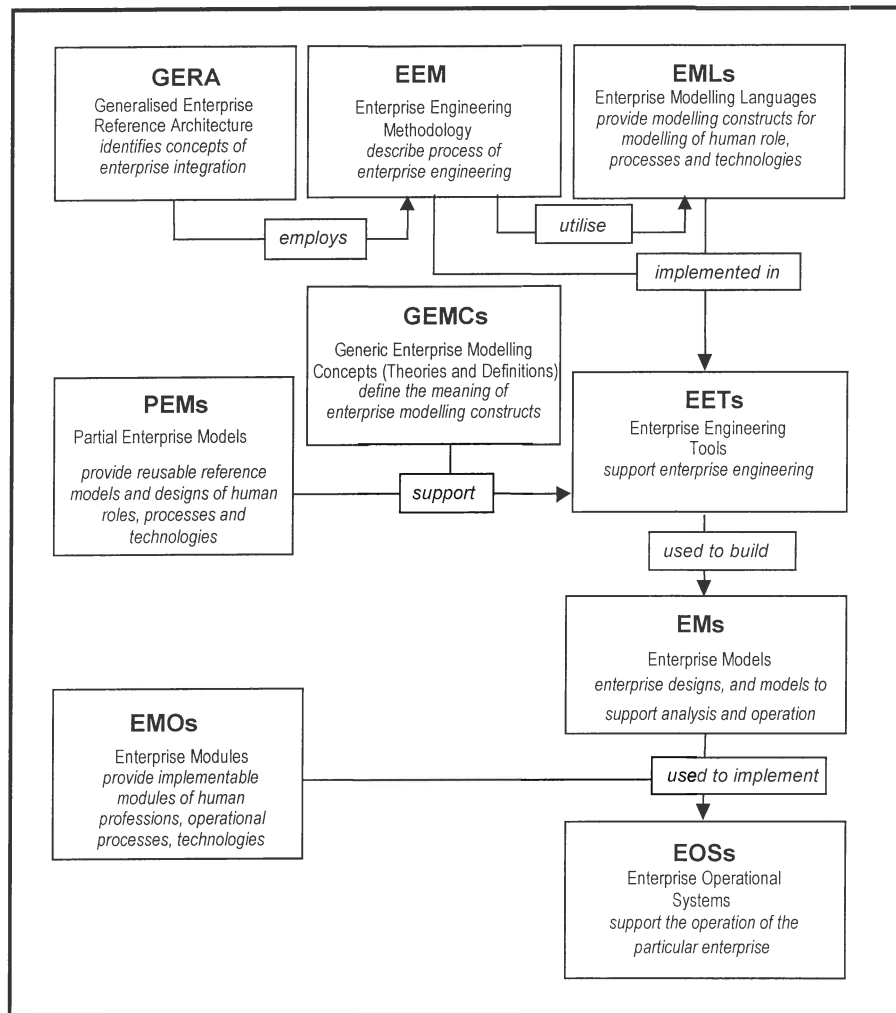 GERA
Generalised Enterprise
Reference Architecture
identifies concepts of
enterprise integration
EEM
Enterprise Engineering
Methodology
describe process of
enterprise engineering
EMLs
Enterprise Modelling Languages
provide modelling constructs for
modelling of human role,
processes and technologies
employs
utilise
implemented in
GEMCs
Generic Enterprise Modelling
Concepts (Theories and Definitions)
define the meaning of
enterprise modelling constructs
PEMs
Partial Enterprise Models
provide reusable reference
models and designs of human
roles, processes and
technologies
support
EETs
Enterprise Engineering
Tools
support enterprise engineering
used to build
EMs
Enterprise Models
enterprise designs, and models to
support analysis and operation
EMOs
Enterprise Modules
provide implementable
modules of human
professions, operational
processes, technologies
used to implement
EOSs
Enterprise Operational
Systems
support the operation of the
particular enterprise